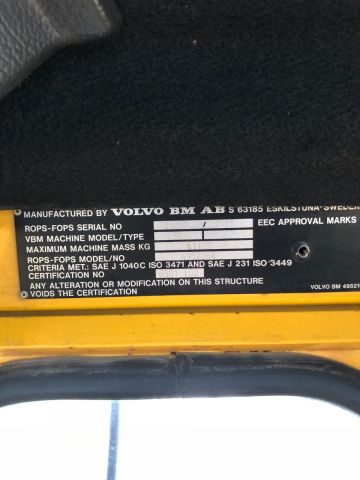 MANUFACTURED BY VOLVO BM AB S 63185 ESKILSTUNA-SWEDEN
ROPS-FOPS SERIAL NO / EEC APPROVAL MARKS
VBM MACHINE MODEL/TYPE
MAXIMUM MACHINE MASS KG
ROPS-FOPS MODEL/NO
CRITERIA MET.: SAE J 1040C ISO 3471 AND SAE J 231 ISO 3449
CERTIFICATION NO
ANY ALTERATION OR MODIFICATION ON THIS STRUCTURE
VOIDS THE CERTIFICATION. VOLVO BM 49521